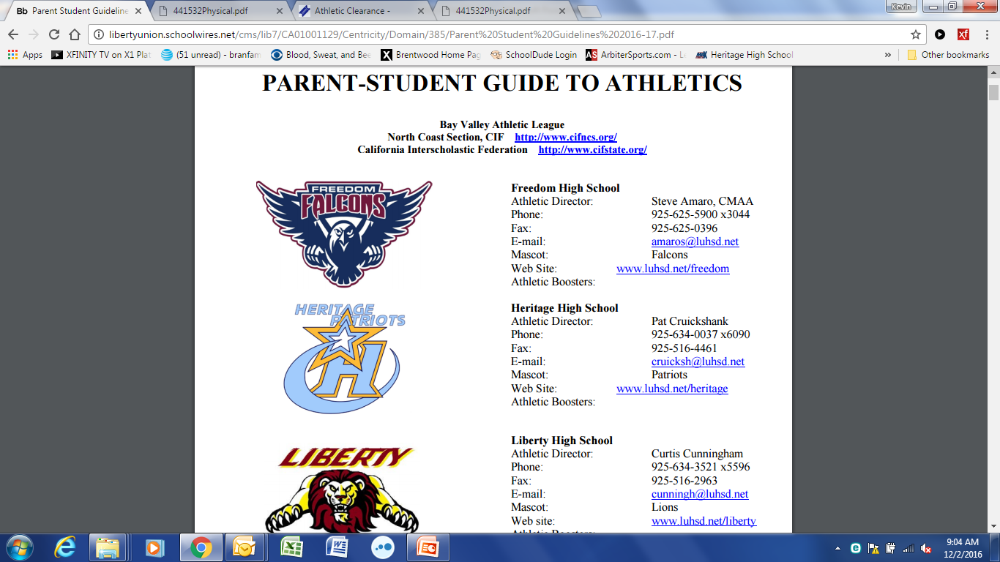 Bb Parent Student Guideline
441532Physical.pdf
Athletic Clearance -
441532Physical.pdf
Kevin
libertyunion.schoolwires.net/cms/lib7/CA01001129/Centricity/Domain/385/Parent%20Student%20Guidelines%202016-17.pdf
xf
Apps
XFINITY TV on X1 Plat
(51 unread) - branfam
Blood, Sweat, and Bee
X Brentwood Home Pag
SchoolDude Login
AS ArbiterSports.com - L
Heritage High School
»
Other bookmarks
PARENT-STUDENT GUIDE TO ATHLETICS
Bay Valley Athletic League
North Coast Section, CIF http://www.cifncs.org/
California Interscholastic Federation http://www.cifstate.org/
FREEDOM
FALCONS
Freedom High School
Athletic Director: Steve Amaro, CMAA
Phone: 925-625-5900 x3044
Fax: 925-625-0396
E-mail: amaros@luhsd.net
Mascot: Falcons
Web Site: www.luhsd.net/freedom
Athletic Boosters:
HERITAGE
PATRIOTS
H
Heritage High School
Athletic Director: Pat Cruickshank
Phone: 925-634-0037 x6090
Fax: 925-516-4461
E-mail: cruicksh@luhsd.net
Mascot: Patriots
Web Site: www.luhsd.net/heritage
Athletic Boosters:
LIBERTY
Liberty High School
Athletic Director: Curtis Cunningham
Phone: 925-634-3521 x5596
Fax: 925-516-2963
E-mail: cunningh@luhsd.net
Mascot: Lions
Web site: www.luhsd.net/liberty
9:04 AM
12/2/2016